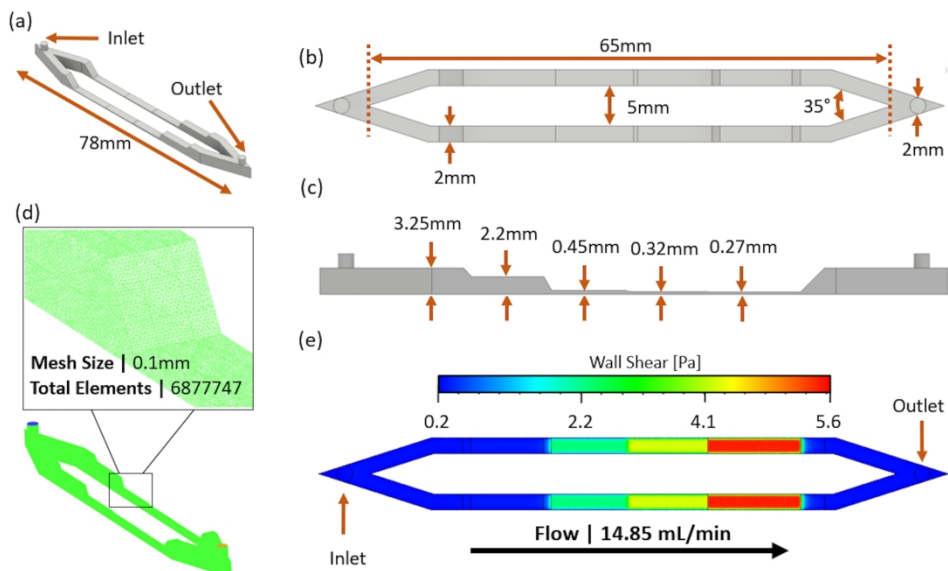 (a)
Inlet
Outlet
78mm
(b)
65mm
5mm
35°
2mm
2mm
(c)
3.25mm
2.2mm
0.45mm
0.32mm
0.27mm
(d)
Mesh Size | 0.1mm
Total Elements | 6877747
(e)
Wall Shear [Pa]
0.2 2.2 4.1 5.6
Outlet
Inlet
Flow | 14.85 mL/min